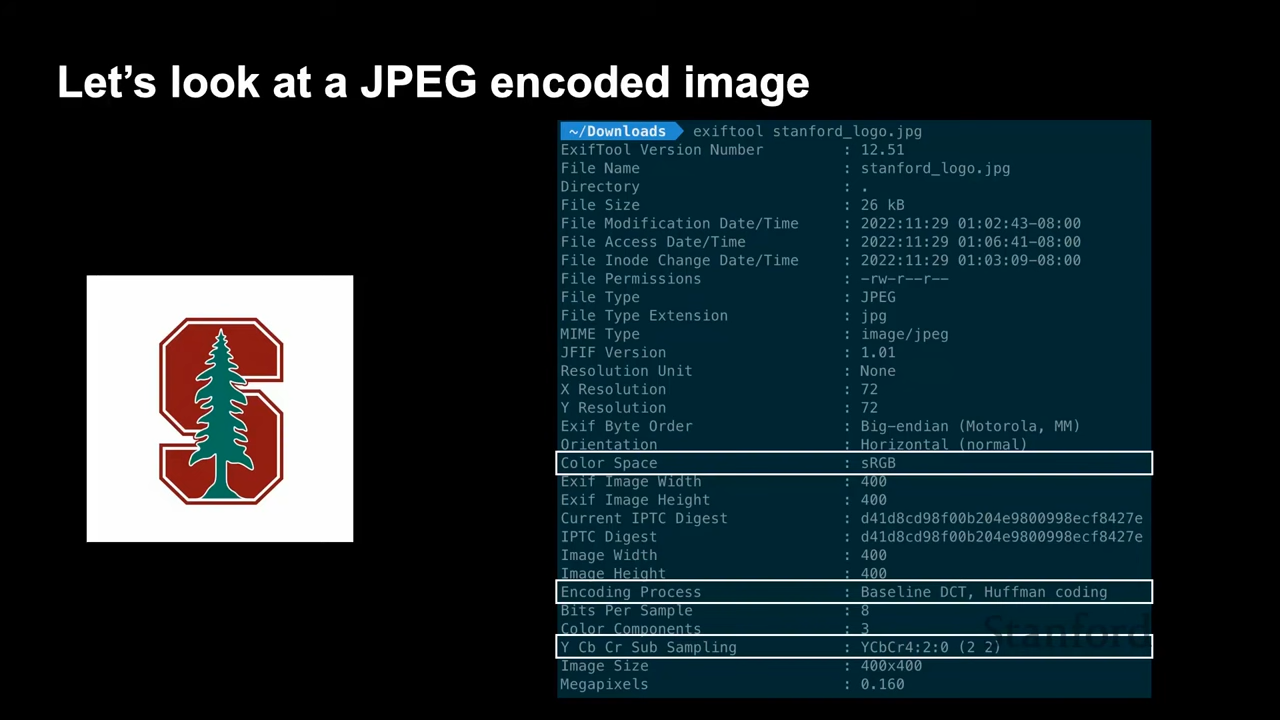 Let's look at a JPEG encoded image
~/Downloads exiftool stanford_logo.jpg
ExifTool Version Number : 12.51
File Name : stanford_logo.jpg
Directory : .
File Size : 26 kB
File Modification Date/Time : 2022:11:29 01:02:43-08:00
File Access Date/Time : 2022:11:29 01:06:41-08:00
File Inode Change Date/Time : 2022:11:29 01:03:09-08:00
File Permissions : -rw-r--r--
File Type : JPEG
File Type Extension : jpg
MIME Type : image/jpeg
JFIF Version : 1.01
Resolution Unit : None
X Resolution : 72
Y Resolution : 72
Exif Byte Order : Big-endian (Motorola, MM)
Orientation : Horizontal (normal)
Color Space : sRGB
Exif Image Width : 400
Exif Image Height : 400
Current IPTC Digest : d41d8cd98f00b204e9800998ecf8427e
IPTC Digest : d41d8cd98f00b204e9800998ecf8427e
Image Width : 400
Image Height : 400
Encoding Process : Baseline DCT, Huffman coding
Bits Per Sample : 8
Color Components : 3
Y Cb Cr Sub Sampling : YCbCr4:2:0 (2 2)
Image Size : 400x400
Megapixels : 0.160
S
Stanford